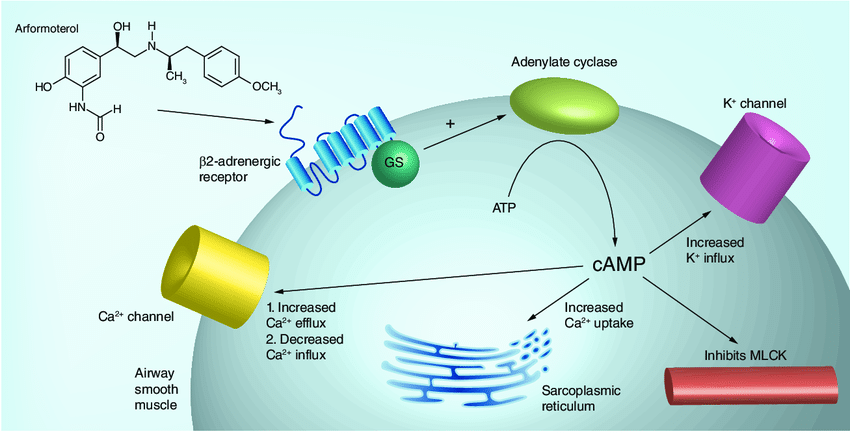 Arformoterol
OH
H
N
CH₃
OCH₃
HO
HN
H
O
β2-adrenergic
receptor
GS
+
Adenylate cyclase
ATP
K⁺ channel
cAMP
Increased
K⁺ influx
Ca²⁺ channel
1. Increased
Ca²⁺ efflux
2. Decreased
Ca²⁺ influx
Increased
Ca²⁺ uptake
Inhibits MLCK
Airway
smooth
muscle
Sarcoplasmic
reticulum